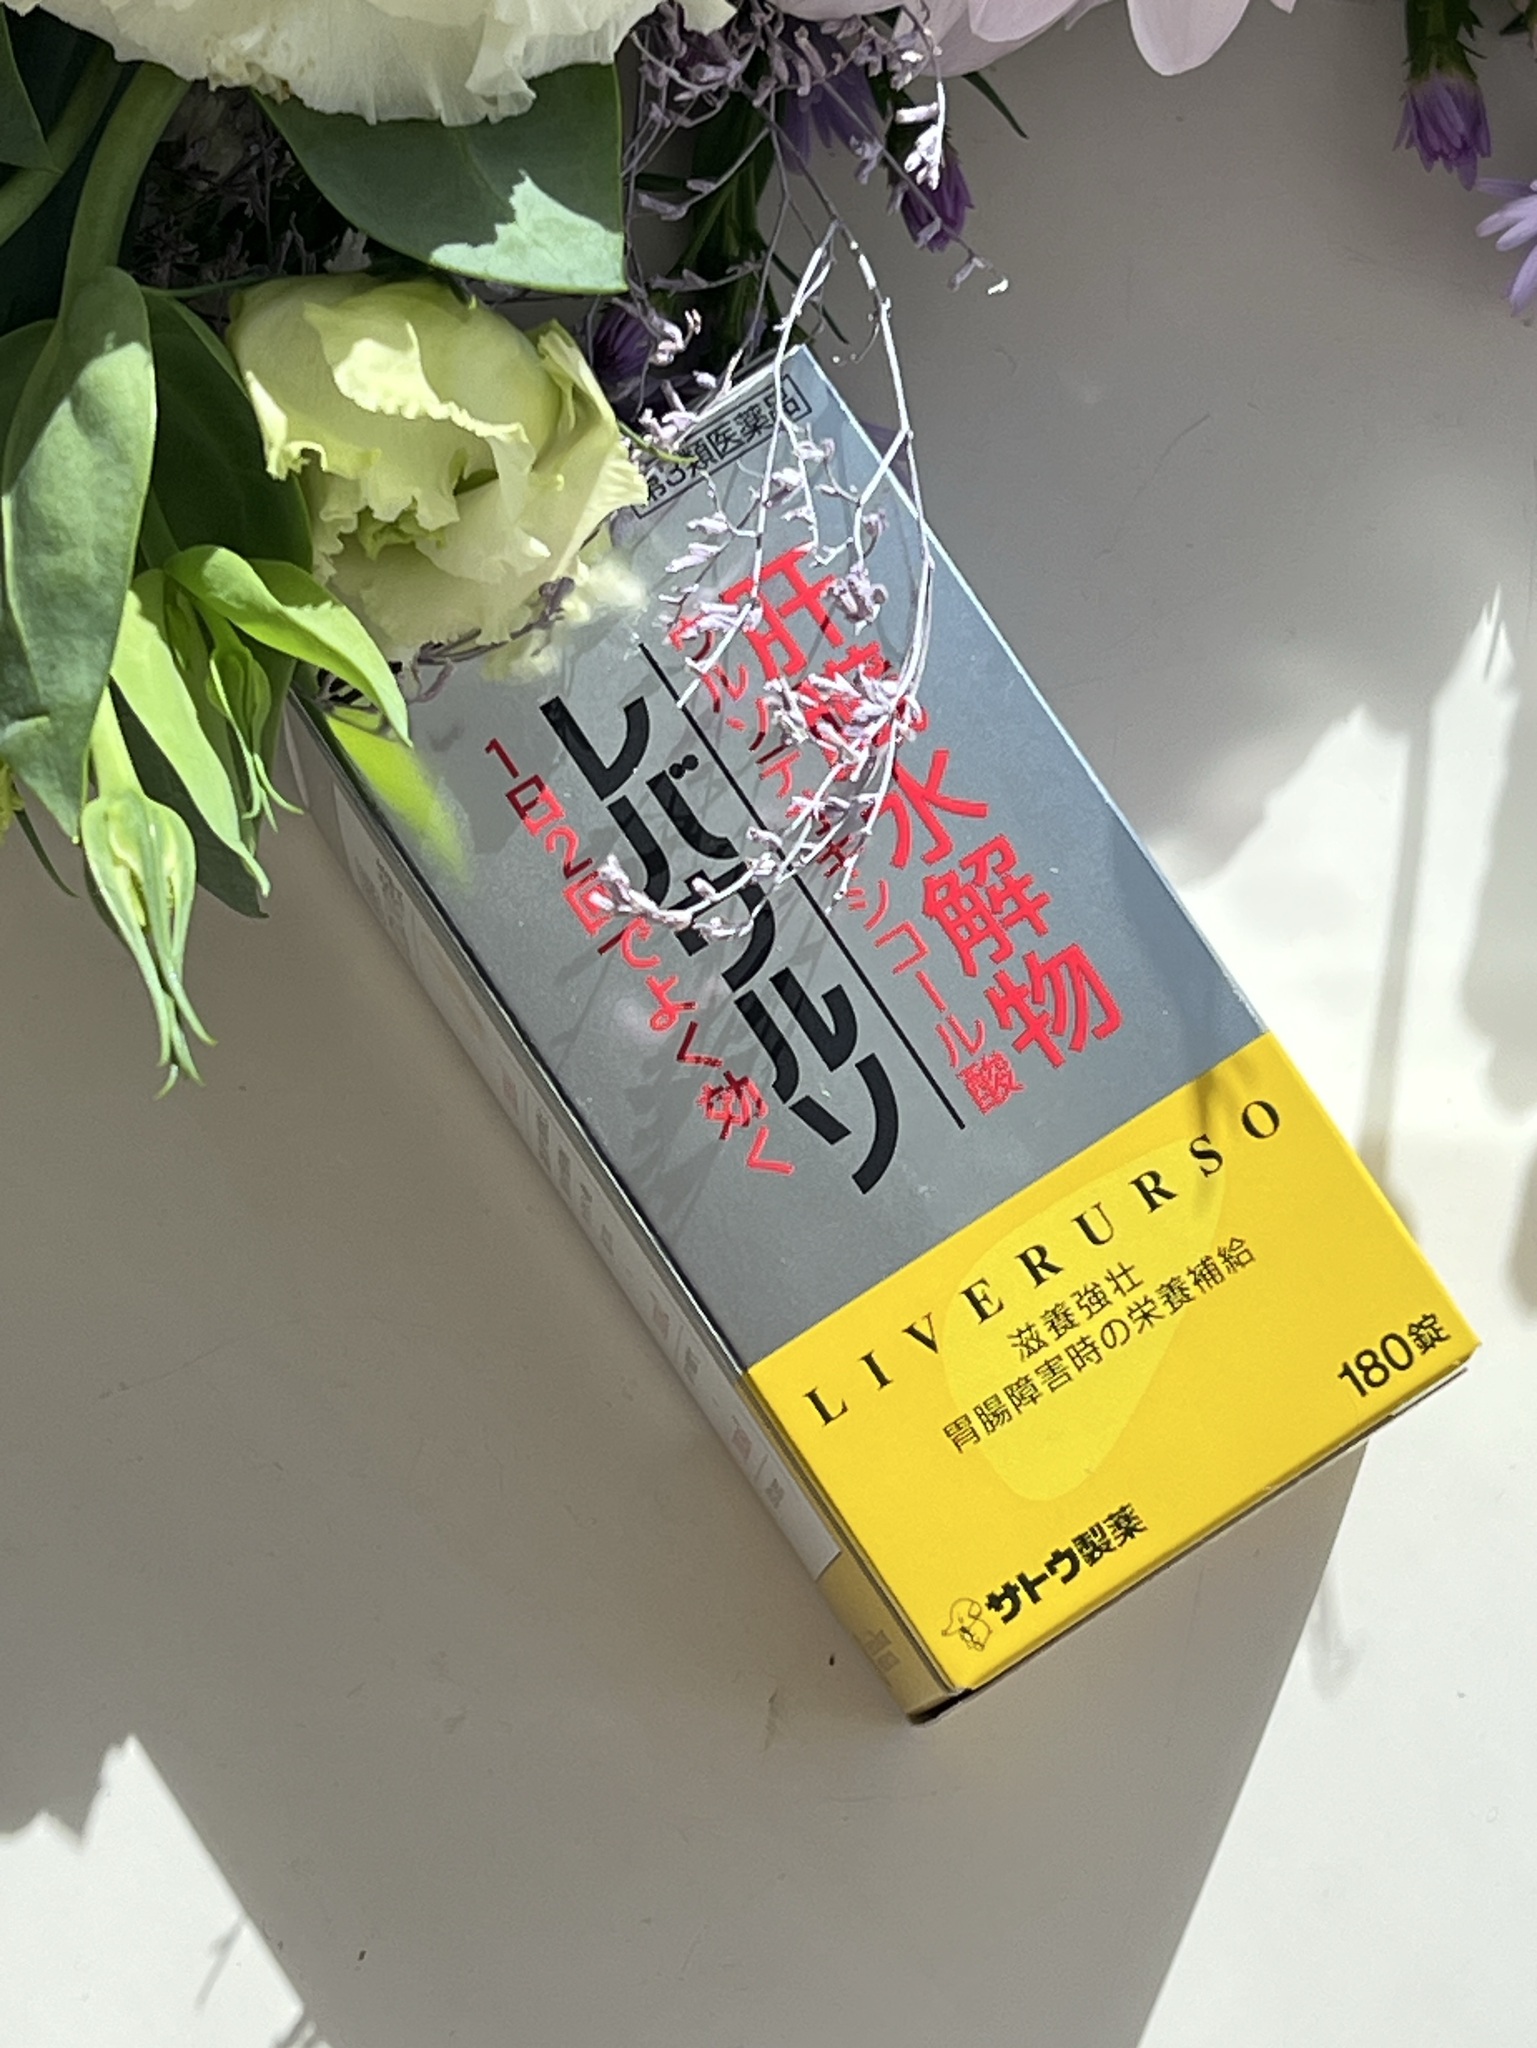 第3類医薬品
肝臓水解物
ウルソデオキシコール酸
レバウルソ
1日2回でよく効く
LIVERURSO
滋養強壮
胃腸障害時の栄養補給
180錠
サトウ製薬